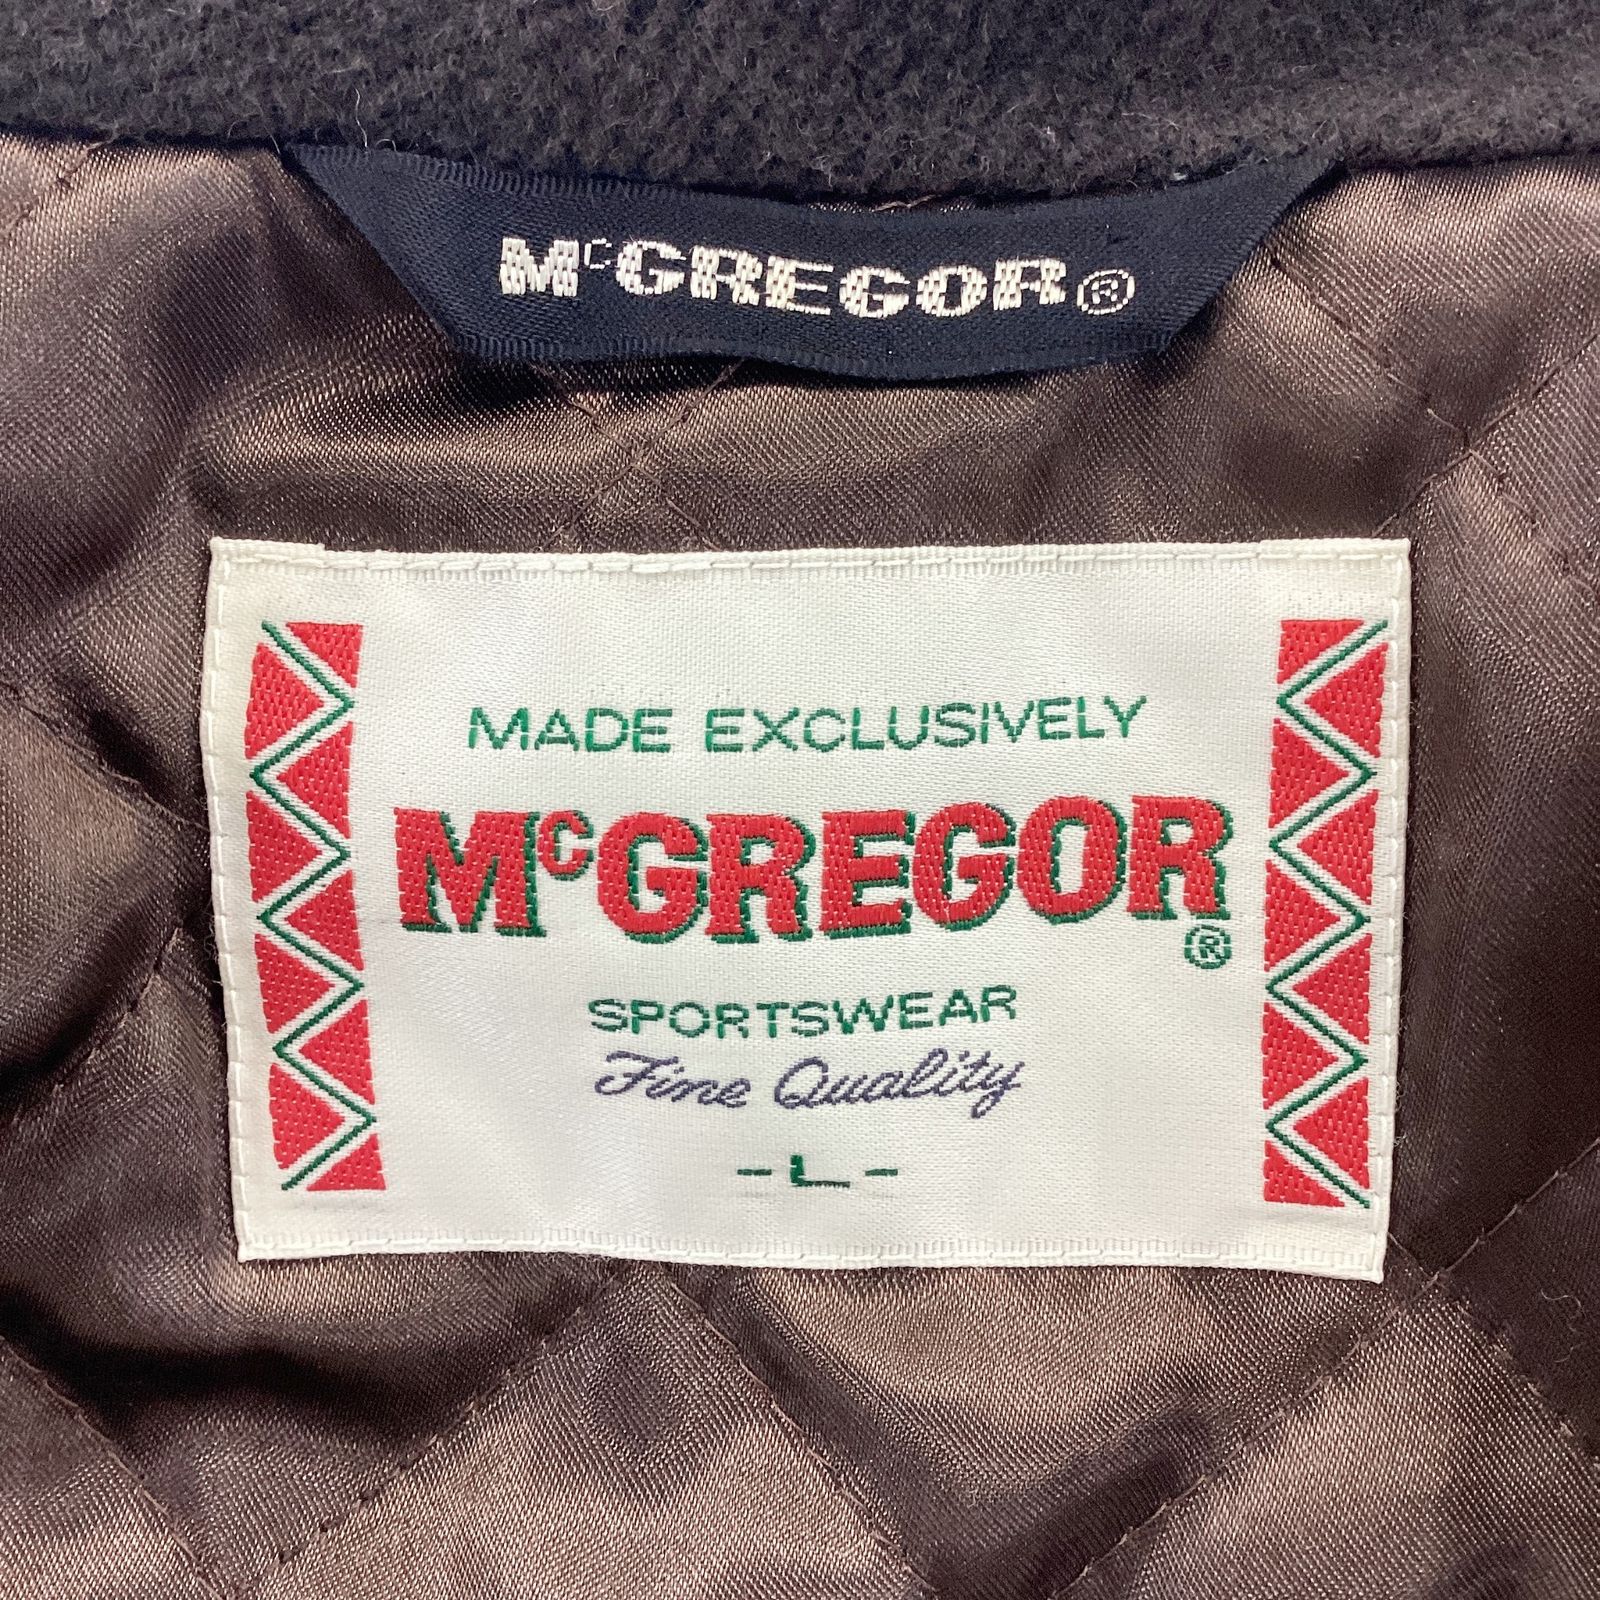 McGREGOR®
MADE EXCLUSIVELY
McGREGOR®
SPORTSWEAR
Fine Quality
-L-